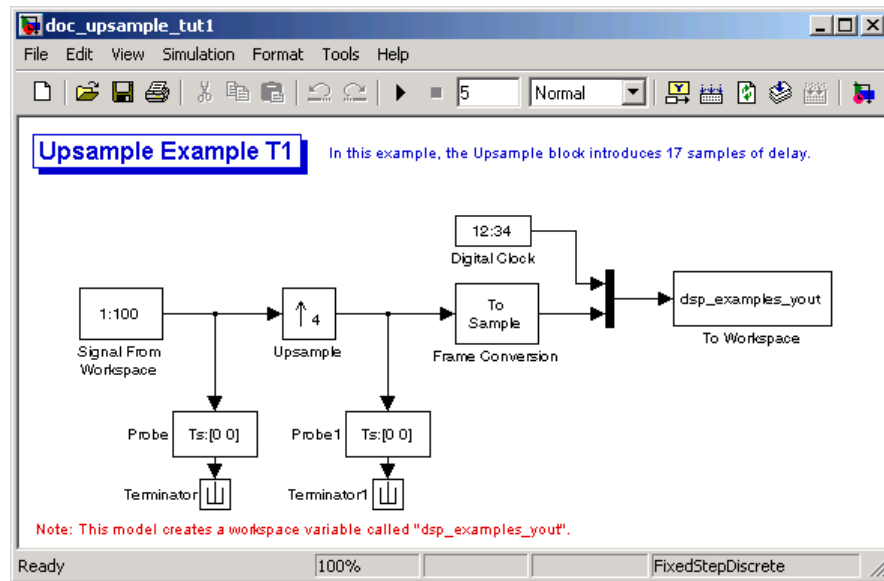 doc_upsample_tut1
File Edit View Simulation Format Tools Help
5 Normal
Upsample Example T1
In this example, the Upsample block introduces 17 samples of delay.
12:34
Digital Clock
1:100
Signal From
Workspace
4
Upsample
To
Sample
Frame Conversion
dsp_examples_yout
To Workspace
Probe Ts:[0 0]
Probe1 Ts:[0 0]
Terminator
Terminator1
Note: This model creates a workspace variable called "dsp_examples_yout".
Ready 100% FixedStepDiscrete